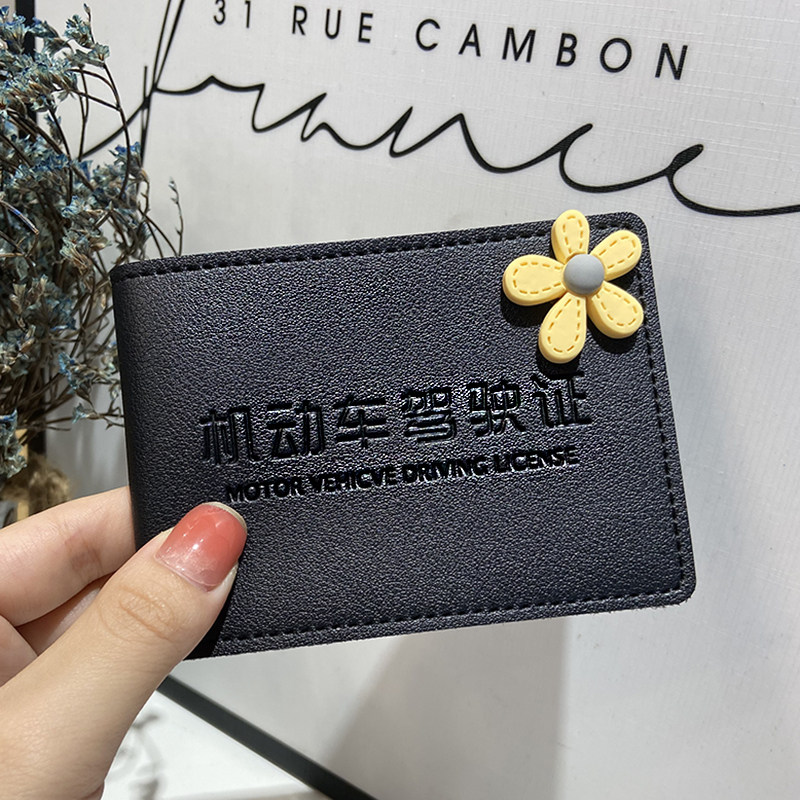 31 RUE CAMBON
france
机动车驾驶证
MOTOR VEHICVE DRIVING LICENSE